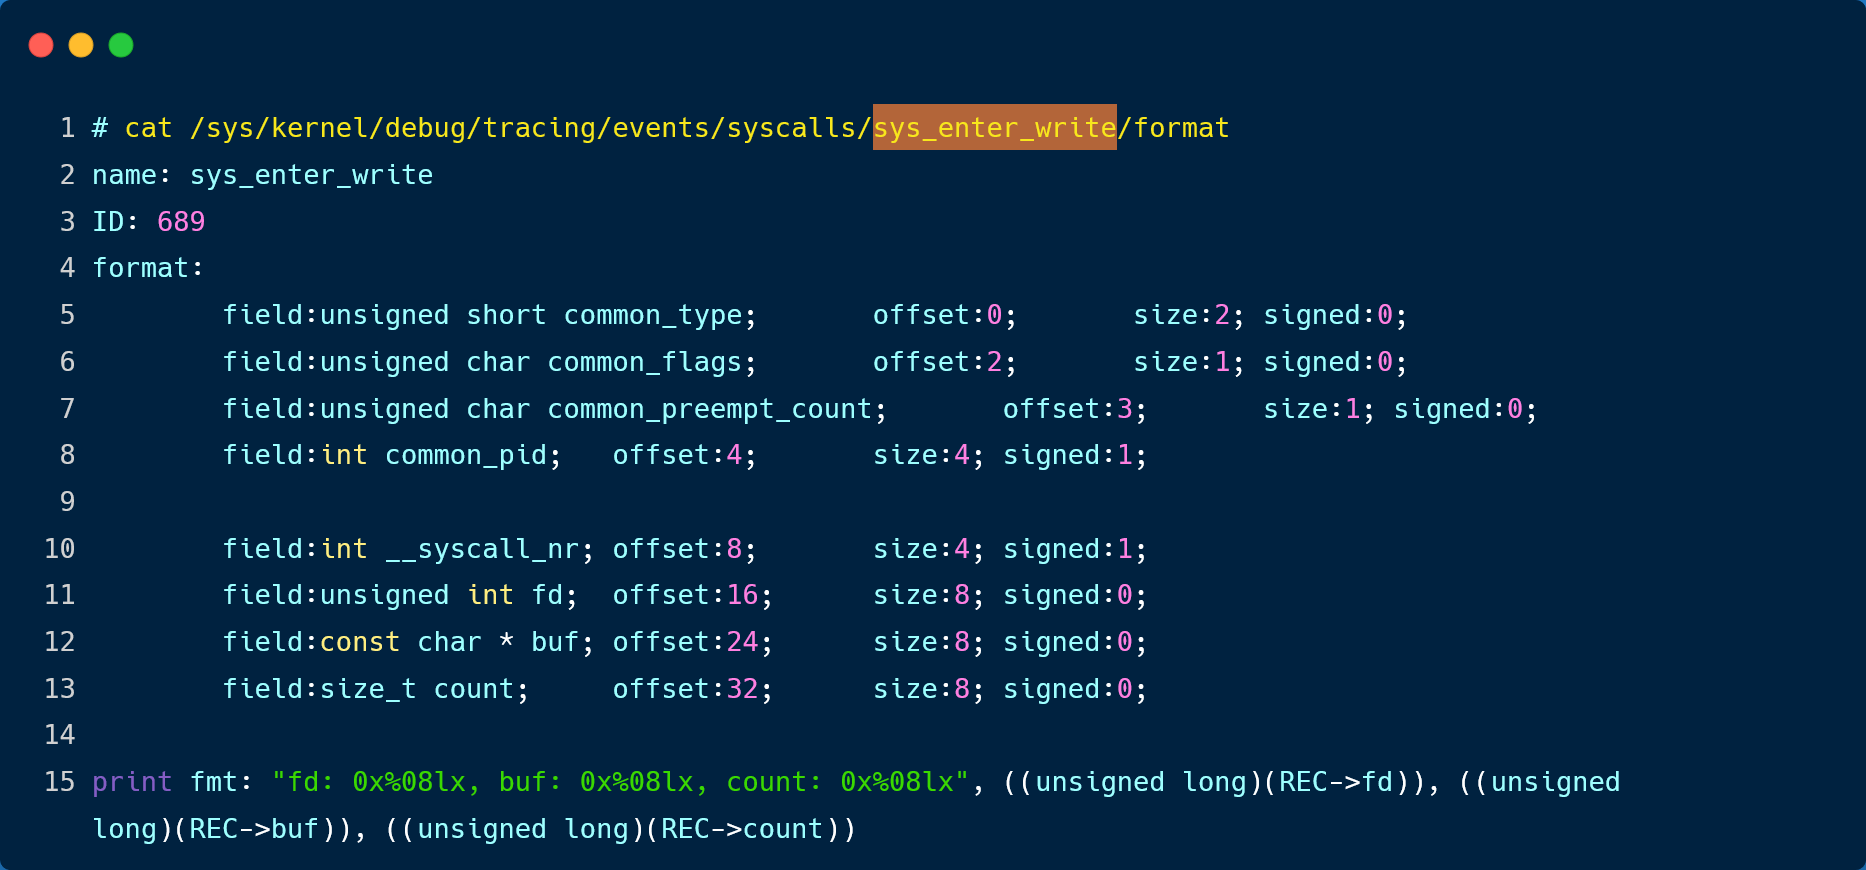 1 # cat /sys/kernel/debug/tracing/events/syscalls/sys_enter_write/format
2 name: sys_enter_write
3 ID: 689
4 format:
5         field:unsigned short common_type;       offset:0;       size:2; signed:0;
6         field:unsigned char common_flags;       offset:2;       size:1; signed:0;
7         field:unsigned char common_preempt_count;       offset:3;       size:1; signed:0;
8         field:int common_pid;   offset:4;       size:4; signed:1;
9
10         field:int __syscall_nr; offset:8;       size:4; signed:1;
11         field:unsigned int fd;  offset:16;      size:8; signed:0;
12         field:const char * buf; offset:24;      size:8; signed:0;
13         field:size_t count;     offset:32;      size:8; signed:0;
14
15 print fmt: "fd: 0x%08lx, buf: 0x%08lx, count: 0x%08lx", ((unsigned long)(REC->fd)), ((unsigned
long)(REC->buf)), ((unsigned long)(REC->count))